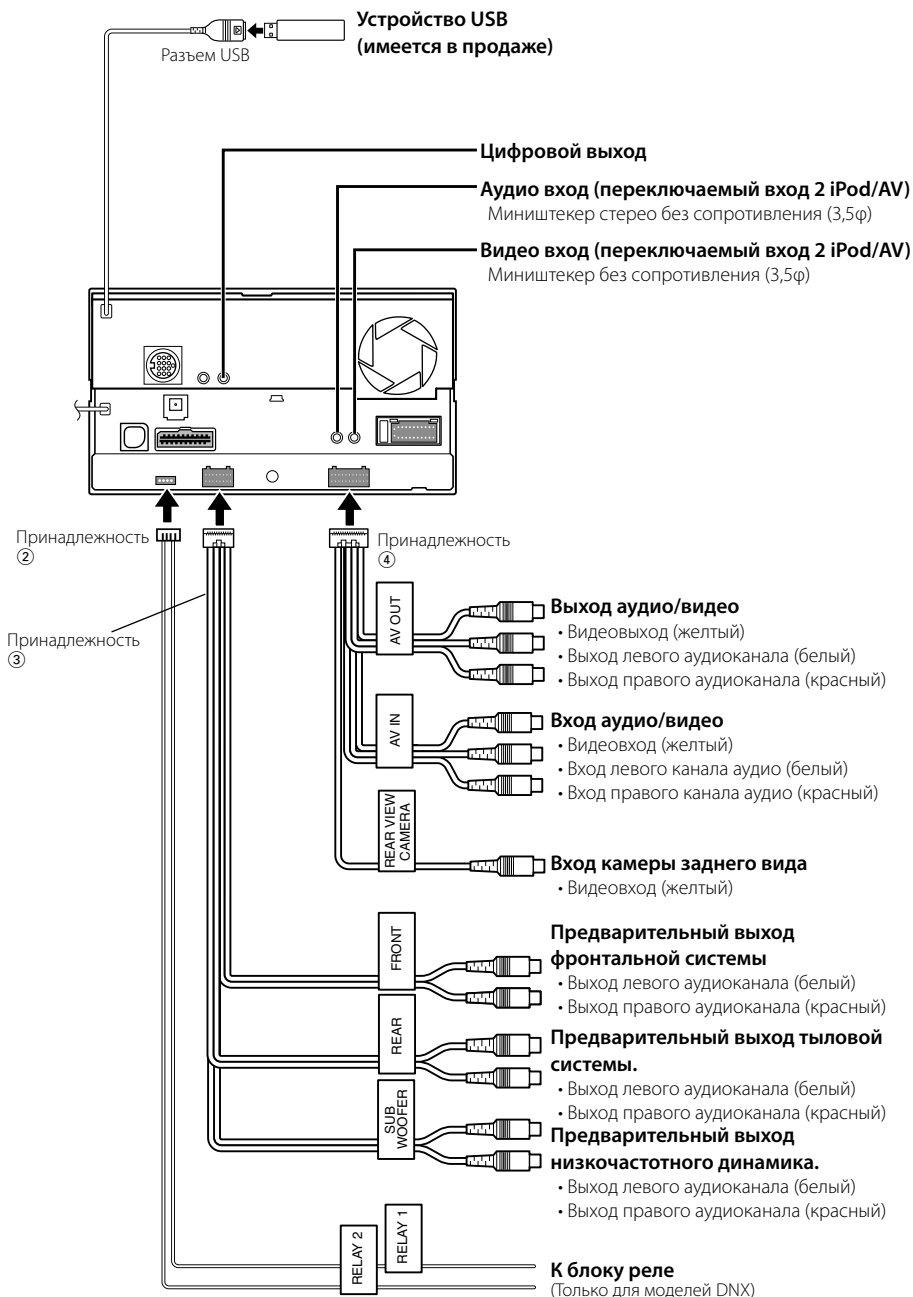 Устройство USB
(имеется в продаже)
Разъем USB
Цифровой выход
Аудио вход (переключаемый вход 2 iPod/AV)
Миништекер стерео без сопротивления (3,5φ)
Видео вход (переключаемый вход 2 iPod/AV)
Миништекер без сопротивления (3,5φ)
Принадлежность
②
Принадлежность
④
Принадлежность
③
AV OUT
Выход аудио/видео
• Видеовыход (желтый)
• Выход левого аудиоканала (белый)
• Выход правого аудиоканала (красный)
AV IN
Вход аудио/видео
• Видеовход (желтый)
• Вход левого канала аудио (белый)
• Вход правого канала аудио (красный)
REAR VIEW
CAMERA
Вход камеры заднего вида
• Видеовход (желтый)
FRONT
Предварительный выход
фронтальной системы
• Выход левого аудиоканала (белый)
• Выход правого аудиоканала (красный)
REAR
Предварительный выход тыловой
системы.
• Выход левого аудиоканала (белый)
• Выход правого аудиоканала (красный)
SUB
WOOFER
Предварительный выход
низкочастотного динамика.
• Выход левого аудиоканала (белый)
• Выход правого аудиоканала (красный)
RELAY 2
RELAY 1
К блоку реле
(Только для моделей DNX)